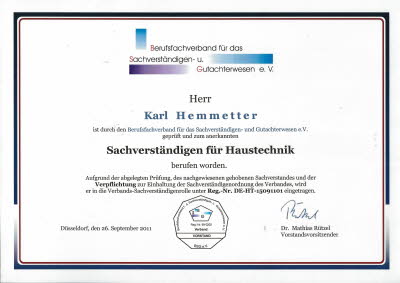 Berufsfachverband für das
Sachverständigen- u.
Gutachterwesen e. V.
Herr
Karl Hemmetter
ist durch den Berufsfachverband für das Sachverständigen- und Gutachterwesen e.V.
geprüft und zum anerkannten
Sachverständigen für Haustechnik
berufen worden.
Aufgrund der abgelegten Prüfung, des nachgewiesenen gehobenen Sachverstandes und der
Verpflichtung zur Einhaltung der Sachverständigenordnung des Verbandes, wird
er in die Verbands-Sachverständigenrolle unter Reg.-Nr. DE-HT-15091101 eingetragen.
Düsseldorf, den 26. September 2011
Verband
Dr. Mathias Rützel
Vorstandsvorsitzender